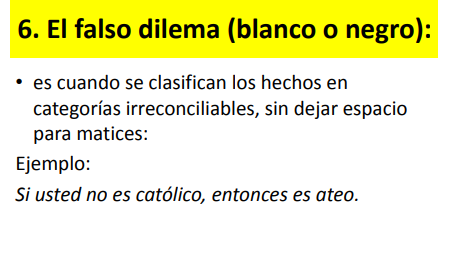 6. El falso dilema (blanco o negro):
• es cuando se clasifican los hechos en
categorías irreconciliables, sin dejar espacio
para matices:
Ejemplo:
Si usted no es católico, entonces es ateo.